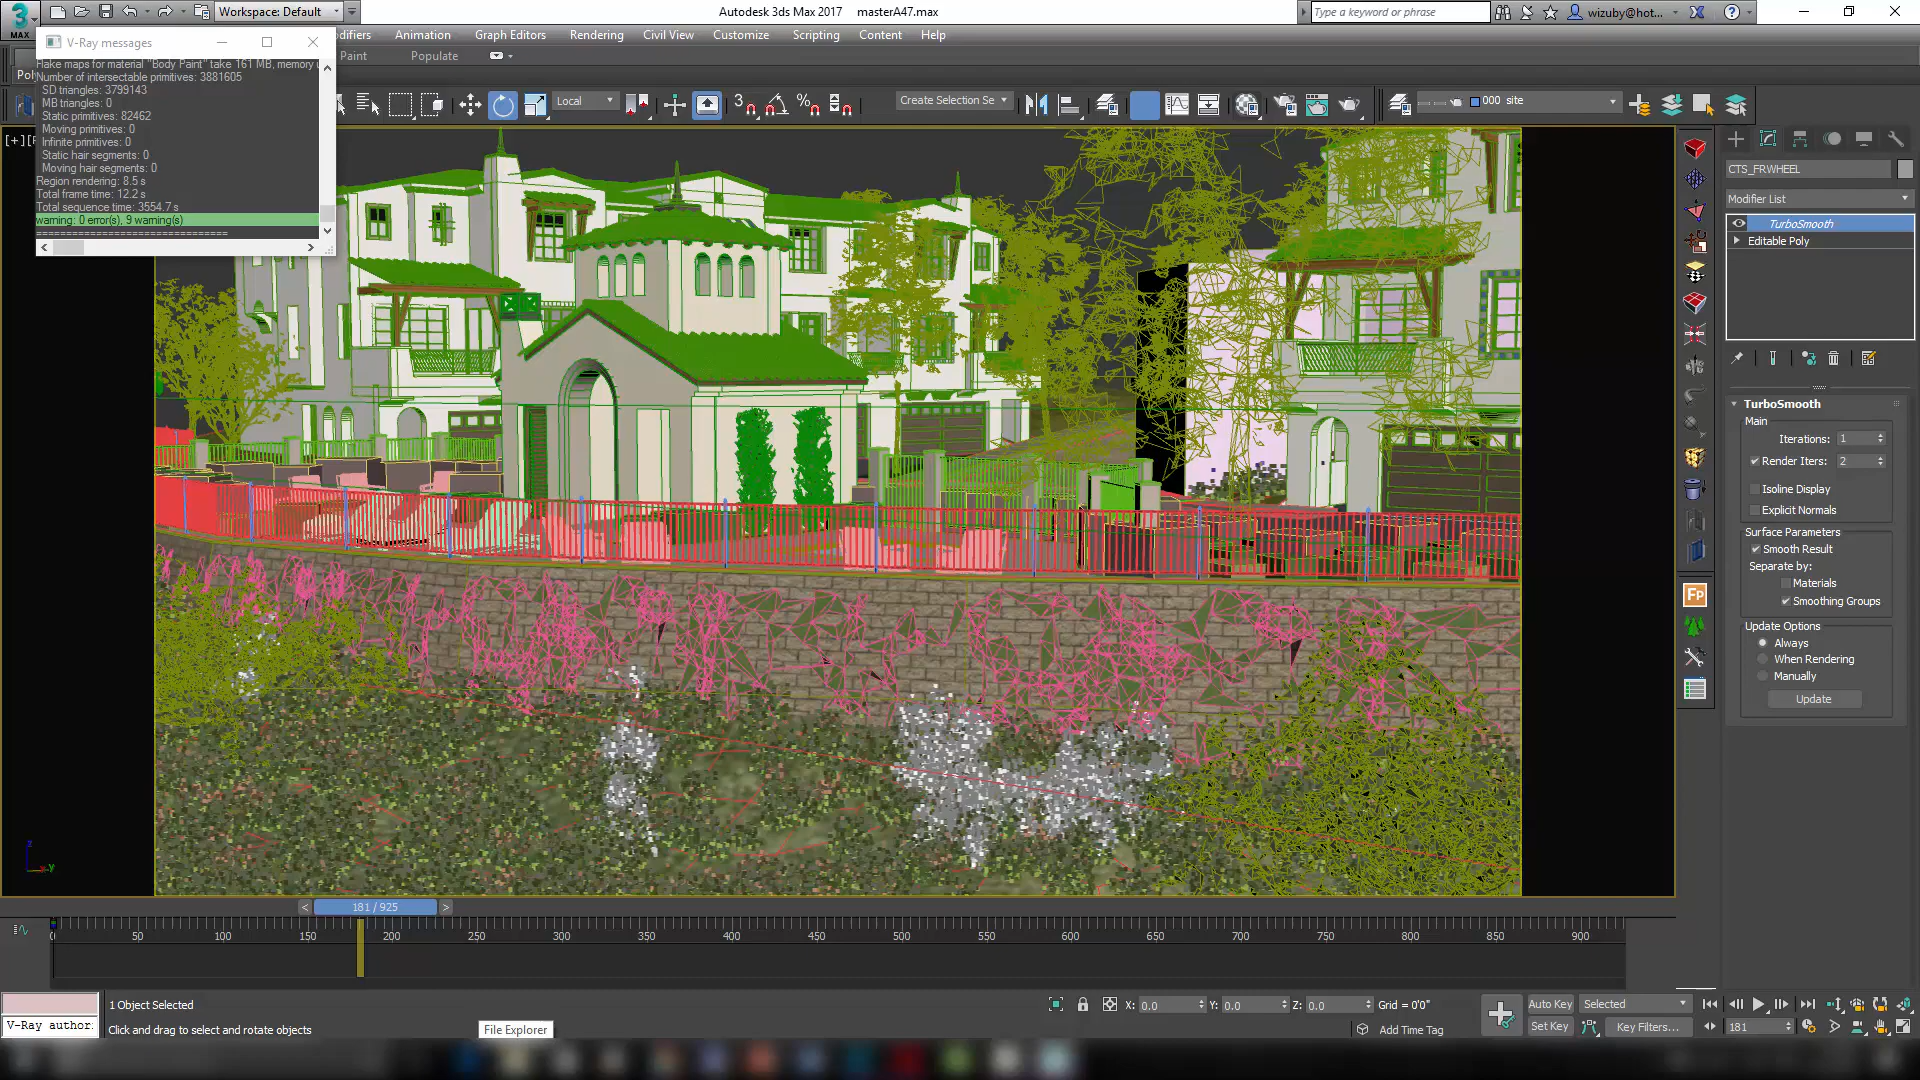 Workspace: Default
Autodesk 3ds Max 2017 masterA47.max
Type a keyword or phrase
wizuby@hot...
MAX
V-Ray messages
Animation Graph Editors Rendering Civil View Customize Scripting Content Help
Paint Populate
Flake maps for material "Body Paint" take 161 MB, memory
Number of intersectable primitives: 3881605
SD triangles: 3799143
MB triangles: 0
Static primitives: 82462
Moving primitives: 0
Infinite primitives: 0
Static hair segments: 0
Moving hair segments: 0
Region rendering: 8.5 s
Total frame time: 12.2 s
Total sequence time: 3554.7 s
warning: 0 error(s), 9 warning(s)
==============================
Local
Create Selection Se
000 site
[+]
CTS_FRWHEEL
Modifier List
TurboSmooth
Editable Poly
TurboSmooth
Main
Iterations: 1
Render Iters: 2
Isoline Display
Explicit Normals
Surface Parameters
Smooth Result
Separate by:
Materials
Smoothing Groups
Update Options
Always
When Rendering
Manually
Update
Fp
z
y
< 181 / 925 >
0 50 100 150 200 250 300 350 400 450 500 550 600 650 700 750 800 850 900
1 Object Selected
X: 0.0 Y: 0.0 Z: 0.0 Grid = 0'0"
Auto Key Selected
V-Ray author:
Click and drag to select and rotate objects
File Explorer
Add Time Tag
Set Key Key Filters...
181